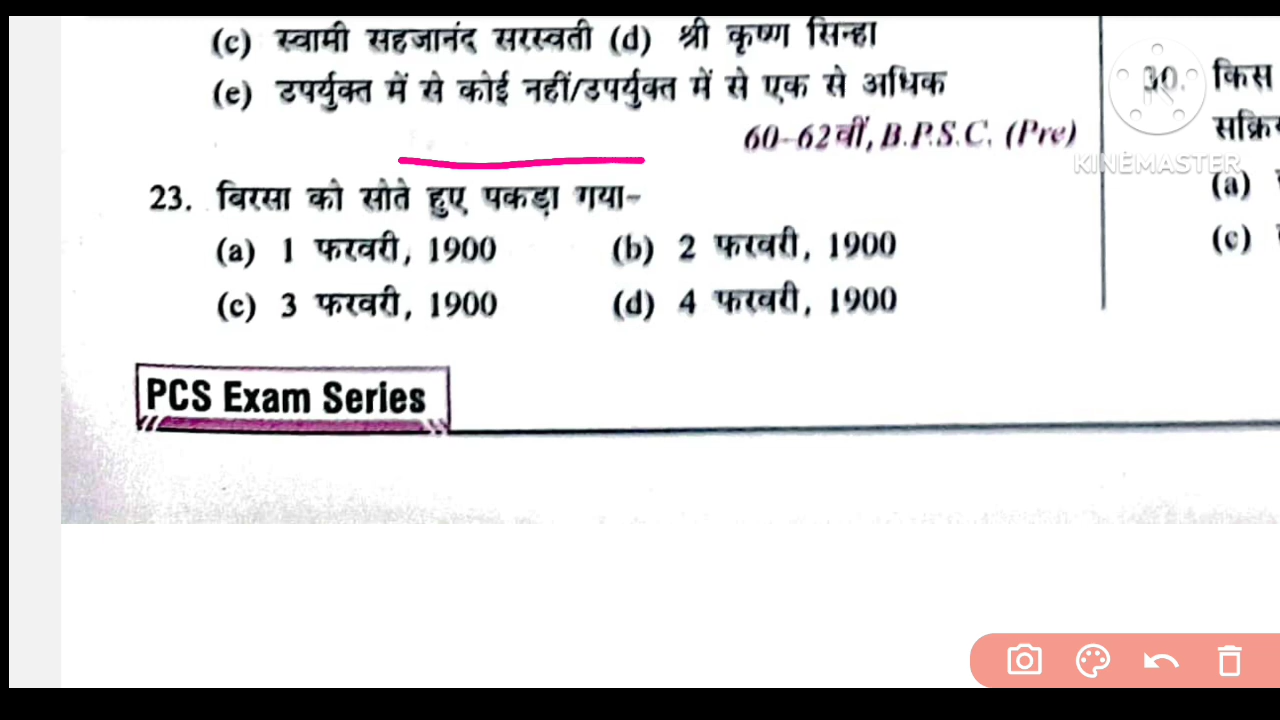 (c) स्वामी सहजानंद सरस्वती (d) श्री कृष्ण सिन्हा
(e) उपर्युक्त में से कोई नहीं/उपर्युक्त में से एक से अधिक
60-62वीं, B.P.S.C. (Pre)
23. बिरसा को सोते हुए पकड़ा गया-
(a) 1 फरवरी, 1900 (b) 2 फरवरी, 1900
(c) 3 फरवरी, 1900 (d) 4 फरवरी, 1900
PCS Exam Series
30. किस
(a)
(c)
KINEMASTER